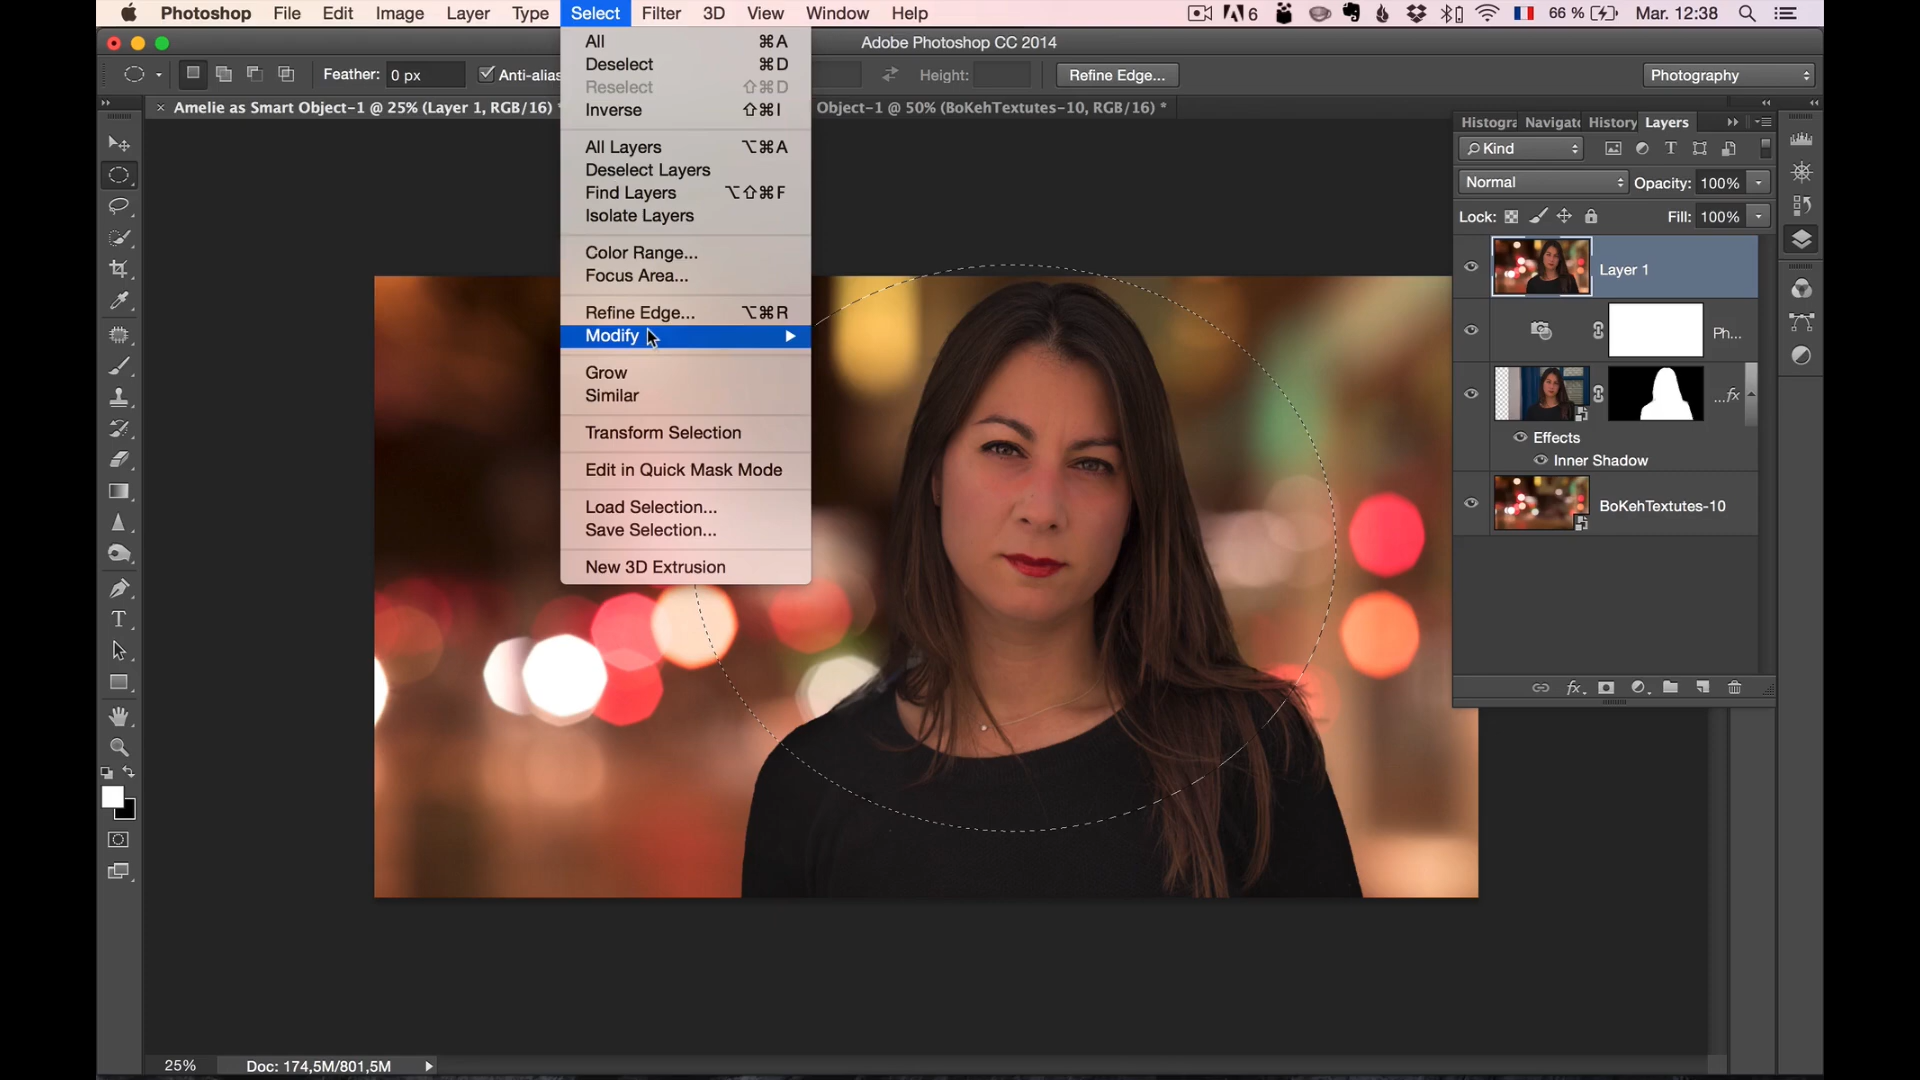 Photoshop File Edit Image Layer Type Select Filter 3D View Window Help 6 66 % Mar. 12:38
Adobe Photoshop CC 2014
Feather: 0 px Anti-alias Height: Refine Edge... Photography
Amelie as Smart Object-1 @ 25% (Layer 1, RGB/16) * Object-1 @ 50% (BoKehTextutes-10, RGB/16) *
All ⌘A
Deselect ⌘D
Reselect ⇧⌘D
Inverse ⇧⌘I
All Layers ⌥⌘A
Deselect Layers
Find Layers ⌥⇧⌘F
Isolate Layers
Color Range...
Focus Area...
Refine Edge... ⌥⌘R
Modify
Grow
Similar
Transform Selection
Edit in Quick Mask Mode
Load Selection...
Save Selection...
New 3D Extrusion
Histogra Navigato History Layers
Kind
Normal Opacity: 100%
Lock: Fill: 100%
Layer 1
Ph...
...fx
Effects
Inner Shadow
BoKehTextutes-10
fx
25% Doc: 174,5M/801,5M